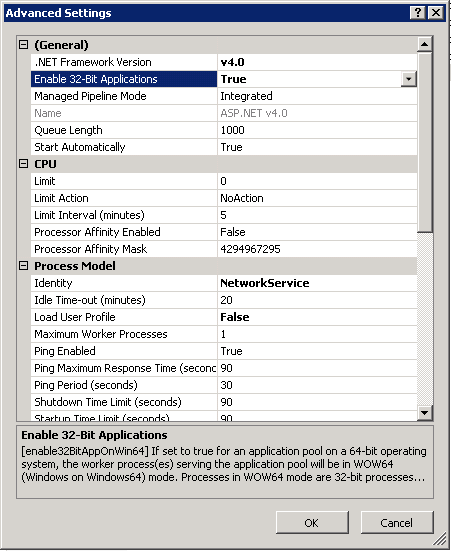 Advanced Settings
(General)
.NET Framework Version v4.0
Enable 32-Bit Applications True
Managed Pipeline Mode Integrated
Name ASP.NET v4.0
Queue Length 1000
Start Automatically True
CPU
Limit 0
Limit Action NoAction
Limit Interval (minutes) 5
Processor Affinity Enabled False
Processor Affinity Mask 4294967295
Process Model
Identity NetworkService
Idle Time-out (minutes) 20
Load User Profile False
Maximum Worker Processes 1
Ping Enabled True
Ping Maximum Response Time (second 90
Ping Period (seconds) 30
Shutdown Time Limit (seconds) 90
Startup Time Limit (seconds) 90
Enable 32-Bit Applications
[enable32BitAppOnWin64] If set to true for an application pool on a 64-bit operating
system, the worker process(es) serving the application pool will be in WOW64
(Windows on Windows64) mode. Processes in WOW64 mode are 32-bit processes...
OK Cancel